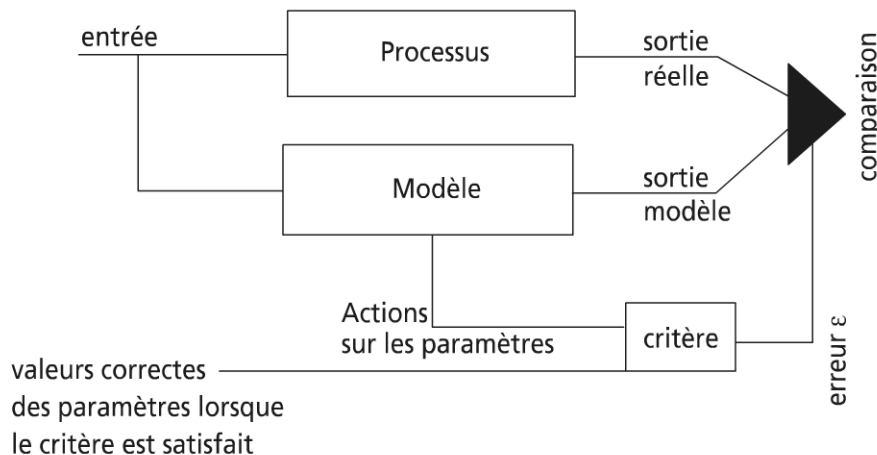 entrée
Processus
sortie
réelle
comparaison
Modèle
sortie
modèle
Actions
sur les paramètres
critère
erreur ε
valeurs correctes
des paramètres lorsque
le critère est satisfait